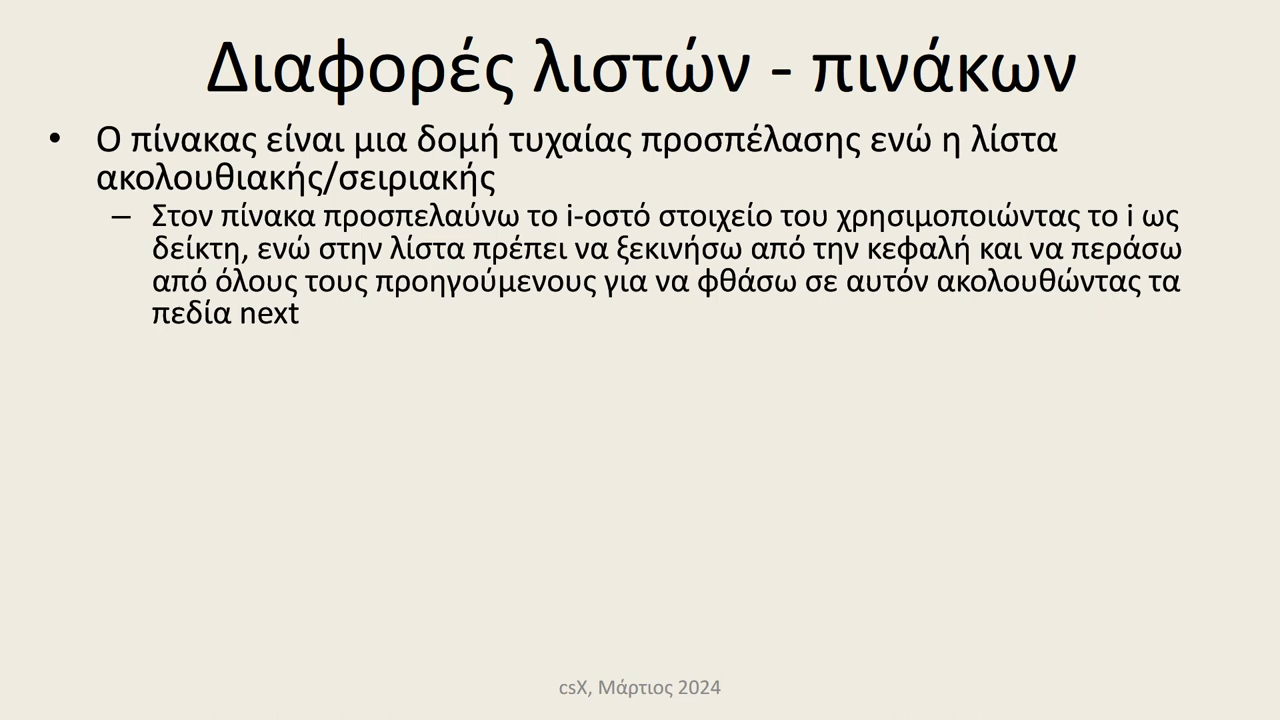 Διαφορές λιστών - πινάκων
• Ο πίνακας είναι μια δομή τυχαίας προσπέλασης ενώ η λίστα
ακολουθιακής/σειριακής
– Στον πίνακα προσπελαύνω το i-οστό στοιχείο του χρησιμοποιώντας το i ως
δείκτη, ενώ στην λίστα πρέπει να ξεκινήσω από την κεφαλή και να περάσω
από όλους τους προηγούμενους για να φθάσω σε αυτόν ακολουθώντας τα
πεδία next
csX, Μάρτιος 2024